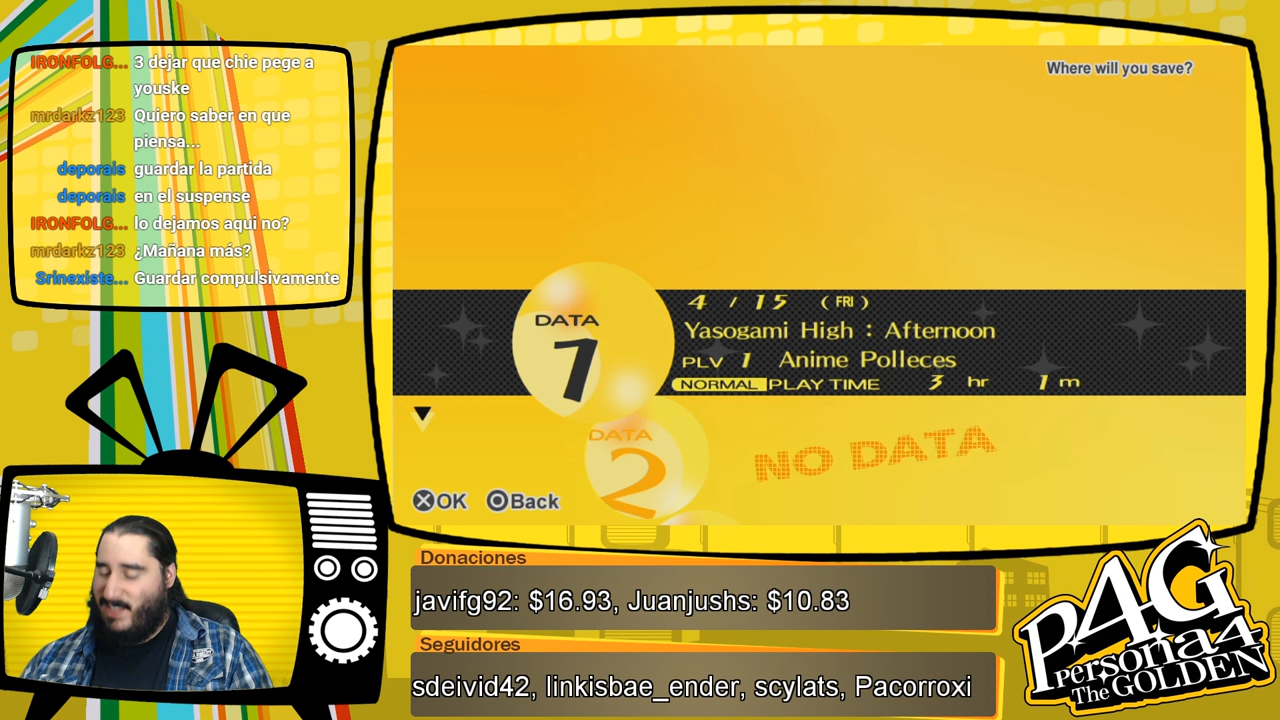 IRONFOLG... 3 dejar que chie pege a
youske
mrdarkz123 Quiero saber en que
piensa...
deporais guardar la partida
deporais en el suspense
IRONFOLG... lo dejamos aqui no?
mrdarkz123 ¿Mañana más?
Srinexiste... Guardar compulsivamente
Where will you save?
DATA
1
4 / 15 (FRI)
Yasogami High : Afternoon
PLV 1 Anime Polleces
NORMAL PLAY TIME 3 hr 1 m
DATA
2
NO DATA
OK Back
Donaciones
javifg92: $16.93, Juanjushs: $10.83
Seguidores
sdeivid42, linkisbae_ender, scylats, Pacorroxi
P4G
Persona 4
The GOLDEN